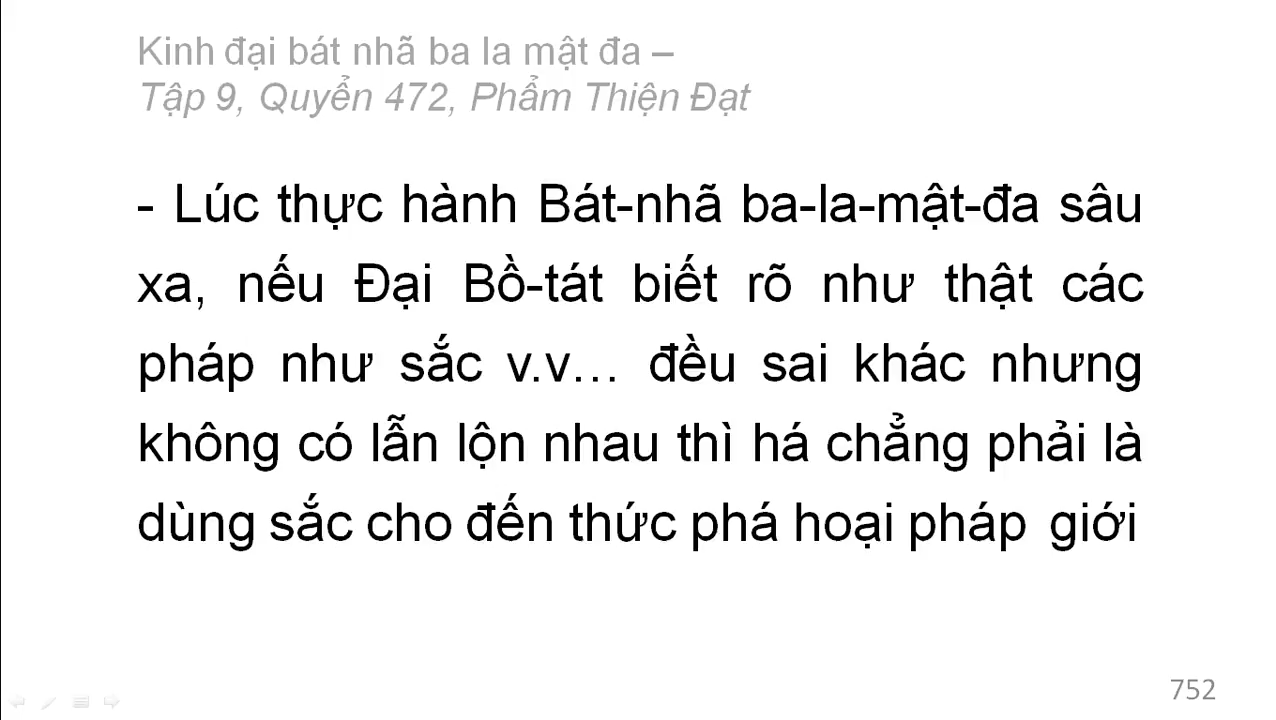 Kinh đại bát nhã ba la mật đa –
Tập 9, Quyển 472, Phẩm Thiện Đạt
- Lúc thực hành Bát-nhã ba-la-mật-đa sâu
xa, nếu Đại Bồ-tát biết rõ như thật các
pháp như sắc v.v… đều sai khác nhưng
không có lẫn lộn nhau thì há chẳng phải là
dùng sắc cho đến thức phá hoại pháp giới
752